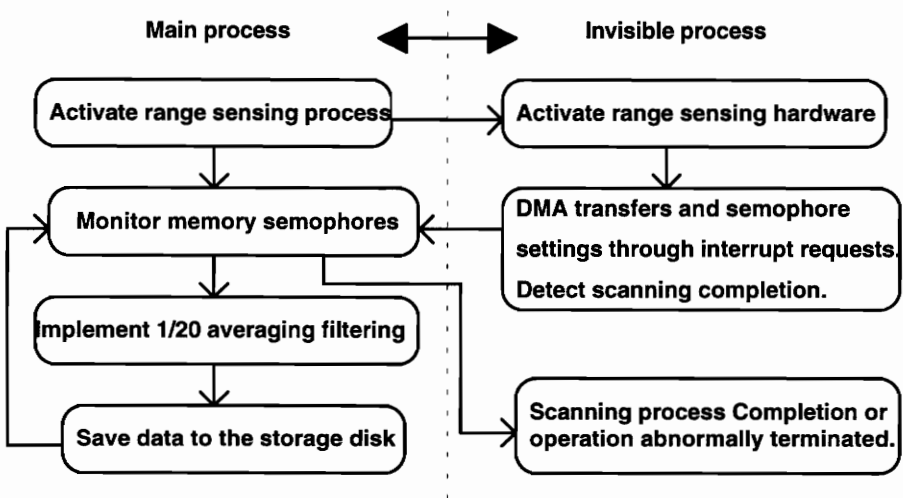 Main process
Invisible process
Activate range sensing process
Activate range sensing hardware
Monitor memory semophores
DMA transfers and semophore
settings through interrupt requests.
Detect scanning completion.
Implement 1/20 averaging filtering
Save data to the storage disk
Scanning process Completion or
operation abnormally terminated.